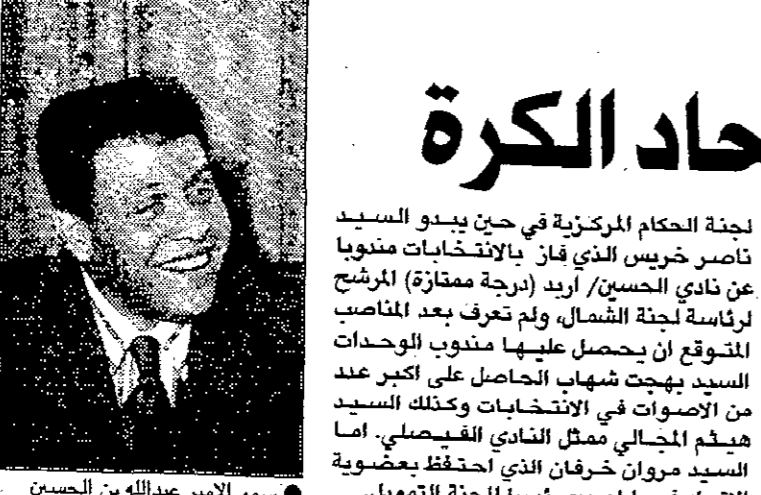 حاد الكرة
لجنة الحكام المركزية في حين يبدو السيد
ناصر خريس الذي فاز بالانتخابات مندوبا
عن نادي الحسين/ اربد (درجة ممتازة) المرشح
لرئاسة لجنة الشمال، ولم تعرف بعد المناصب
المتوقع ان يحصل عليها مندوب الوحدات
السيد بهجت شهاب الحاصل على اكبر عدد
من الاصوات في الانتخابات وكذلك السيد
هيثم المجالي ممثل النادي الفيصلي. اما
السيد مروان خرفان الذي احتفظ بعضوية
لجنة التمويل
● سمو الامير عبدالله بن الحسين